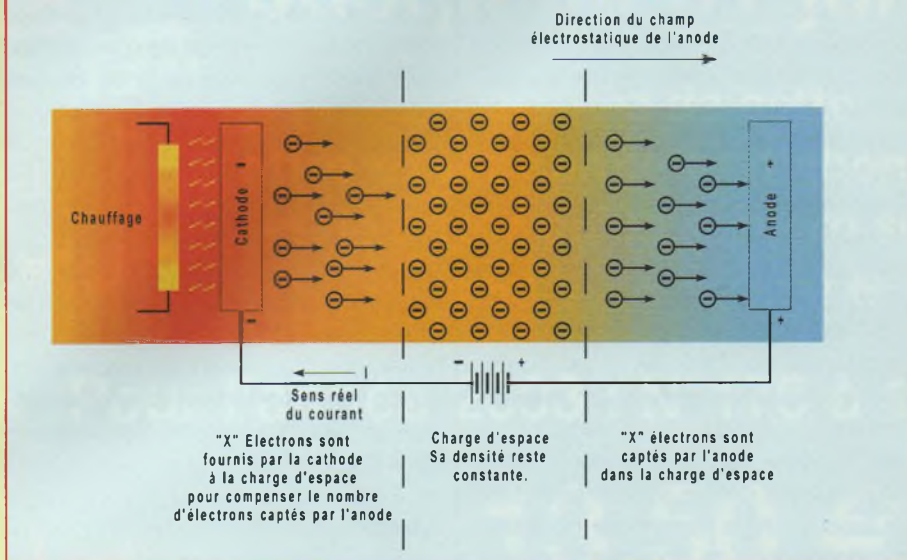 Direction du champ
électrostatique de l'anode
Chauffage
Cathode -
Anode +
-
+
- +
I
Sens réel
du courant
"X" Electrons sont
fournis par la cathode
à la charge d'espace
pour compenser le nombre
d'électrons captés par l'anode
Charge d'espace
Sa densité reste
constante.
"X" électrons sont
captés par l'anode
dans la charge d'espace